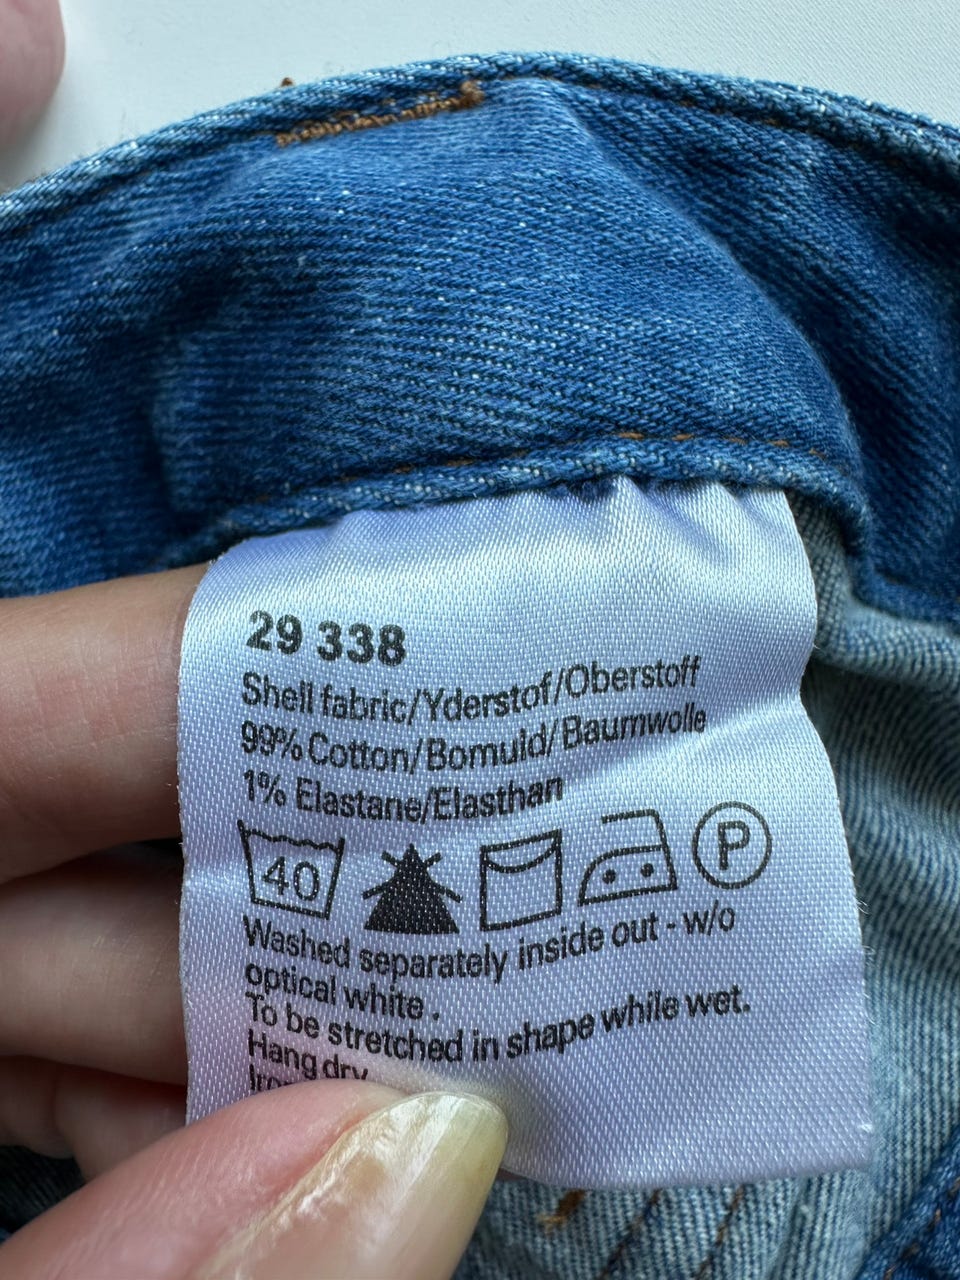 29 338
Shell fabric/Yderstof/Oberstoff
99% Cotton/Bomuld/Baumwolle
1% Elastane/Elasthan
40 P
Washed separately inside out - w/o
optical white.
To be stretched in shape while wet.
Hang dry